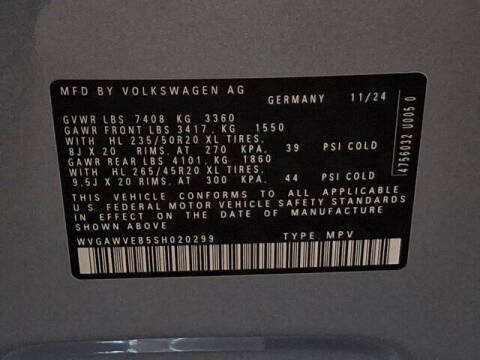 MFD BY VOLKSWAGEN AG
GERMANY 11/24
GVWR LBS 7408 KG 3360
GAWR FRONT LBS 3417, KG 1550
WITH HL 235/50R20 XL TIRES,
8J X 20 RIMS, AT 270 KPA, 39 PSI COLD
GAWR REAR LBS 4101, KG 1860
WITH HL 265/45R20 XL TIRES,
9,5J X 20 RIMS, AT 300 KPA, 44 PSI COLD
THIS VEHICLE CONFORMS TO ALL APPLICABLE
U.S FEDERAL MOTOR VEHICLE SAFETY STANDARDS
IN EFFECT ON THE DATE OF MANUFACTURE
SHOWN ABOVE
WVGAWVEB5SH020299 TYPE: MPV
4756032 U005 0